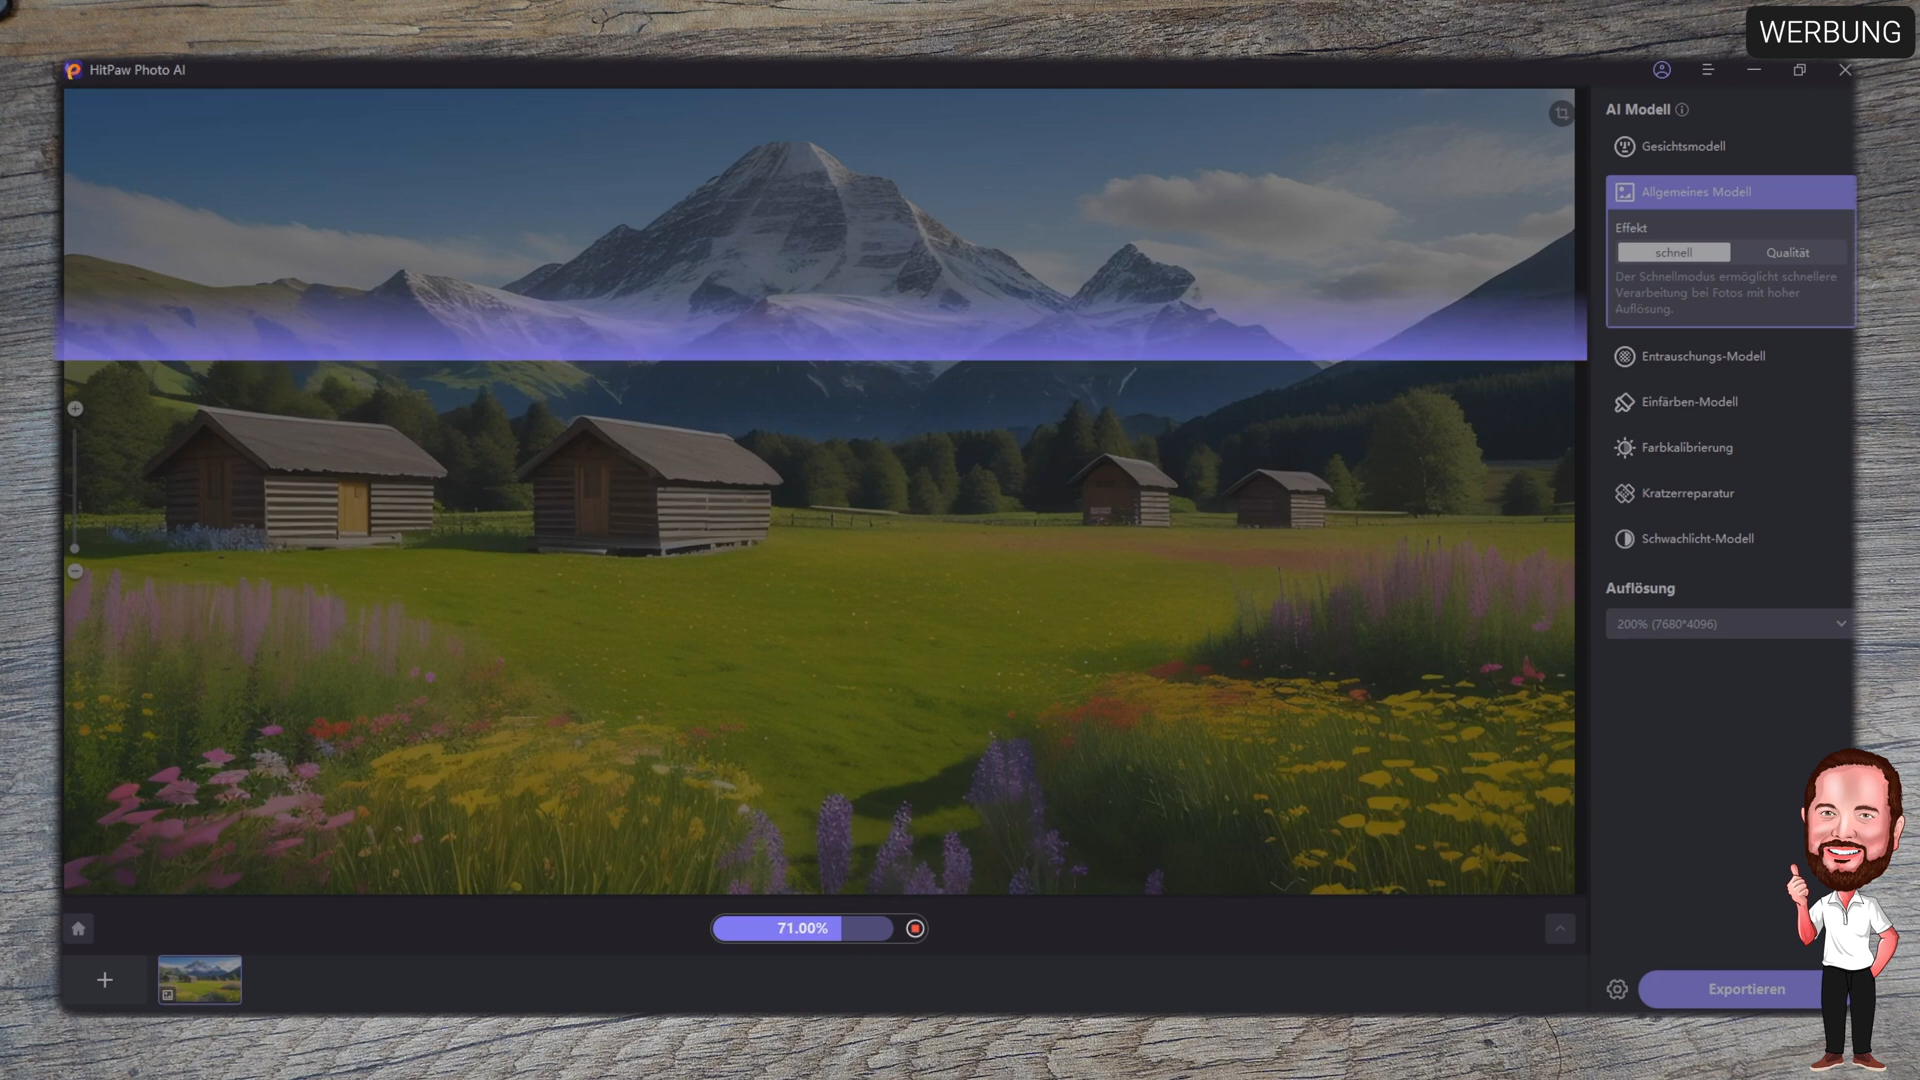 WERBUNG
HitPaw Photo AI
AI Modell
Gesichtsmodell
Allgemeines Modell
Effekt
schnell
Qualität
Der Schnellmodus ermöglicht schnellere
Verarbeitung bei Fotos mit hoher
Auflösung.
Entrauschungs-Modell
Einfärben-Modell
Farbkalibrierung
Kratzerreparatur
Schwachlicht-Modell
Auflösung
200% (7680*4096)
71.00%
Exportieren